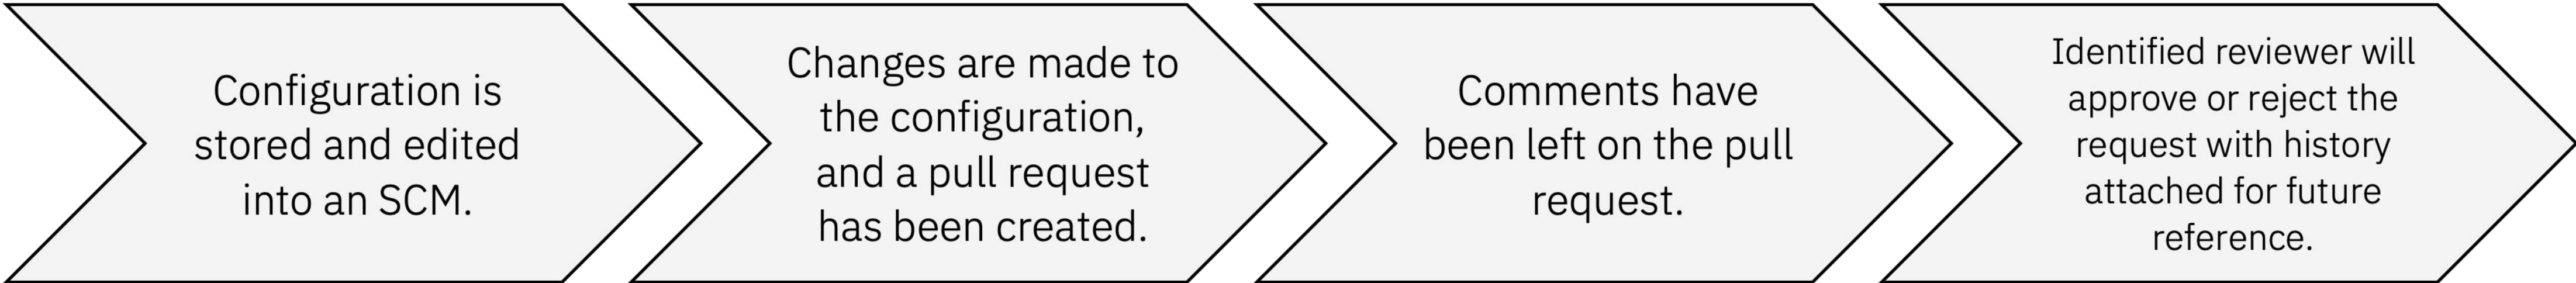 Configuration is
stored and edited
into an SCM.
Changes are made to
the configuration,
and a pull request
has been created.
Comments have
been left on the pull
request.
Identified reviewer will
approve or reject the
request with history
attached for future
reference.